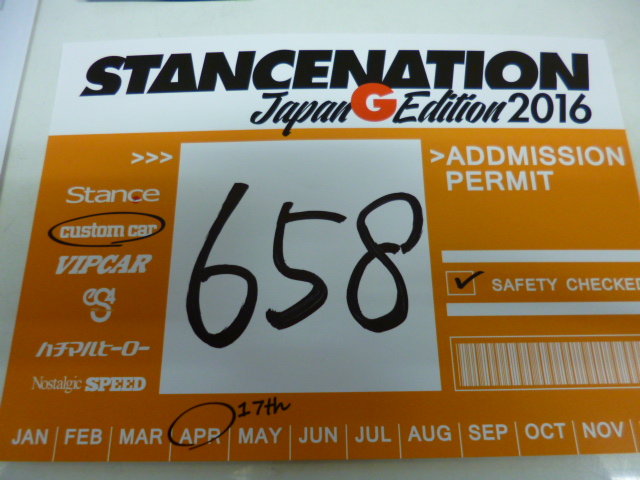 STANCENATION
Japan G Edition 2016
>>>
>ADDMISSION
PERMIT
Stance
custom car
VIPCAR
ハチマルヒーロー
Nostalgic SPEED
658
SAFETY CHECKED
17th
JAN FEB MAR APR MAY JUN JUL AUG SEP OCT NOV